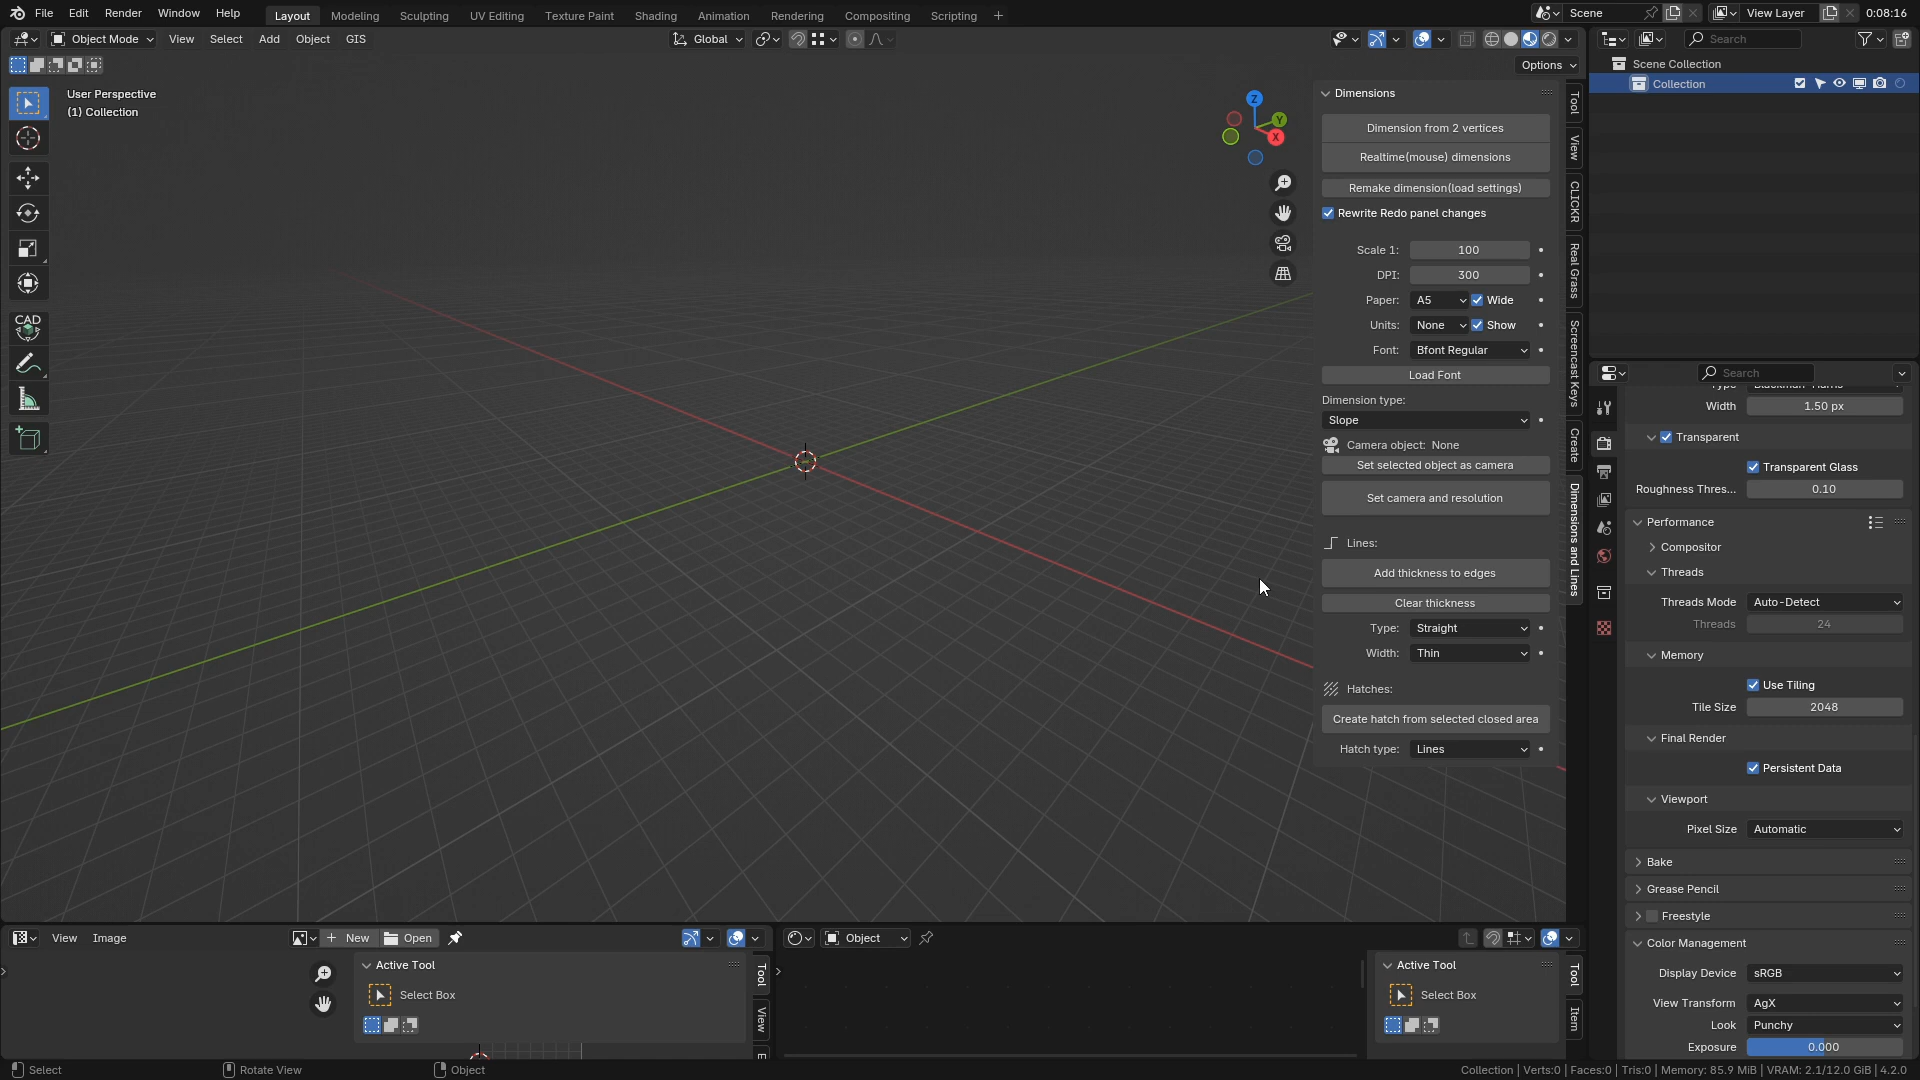 File Edit Render Window Help Layout Modeling Sculpting UV Editing Texture Paint Shading Animation Rendering Compositing Scripting + Scene View Layer 0:08:16
Object Mode View Select Add Object GIS Global Search
Options
User Perspective
(1) Collection
Z
Y
X
CAD
Dimensions
Dimension from 2 vertices
Realtime(mouse) dimensions
Remake dimension(load settings)
Rewrite Redo panel changes
Scale 1: 100
DPI: 300
Paper: A5 Wide
Units: None Show
Font: Bfont Regular
Load Font
Dimension type:
Slope
Camera object: None
Set selected object as camera
Set camera and resolution
Lines:
Add thickness to edges
Clear thickness
Type: Straight
Width: Thin
Hatches:
Create hatch from selected closed area
Hatch type: Lines
Tool
View
CLICKR
Real Grass
Screencast Keys
Create
Dimensions and Lines
Scene Collection
Collection
Search
Width 1.50 px
Transparent
Transparent Glass
Roughness Thres... 0.10
Performance
Compositor
Threads
Threads Mode Auto-Detect
Threads 24
Memory
Use Tiling
Tile Size 2048
Final Render
Persistent Data
Viewport
Pixel Size Automatic
Bake
Grease Pencil
Freestyle
Color Management
Display Device sRGB
View Transform AgX
Look Punchy
Exposure 0.000
View Image New Open
Active Tool
Select Box
Tool
View
Object
Active Tool
Select Box
Tool
Item
Select Rotate View Object Collection | Verts:0 | Faces:0 | Tris:0 | Memory: 85.9 MiB | VRAM: 2.1/12.0 GiB | 4.2.0